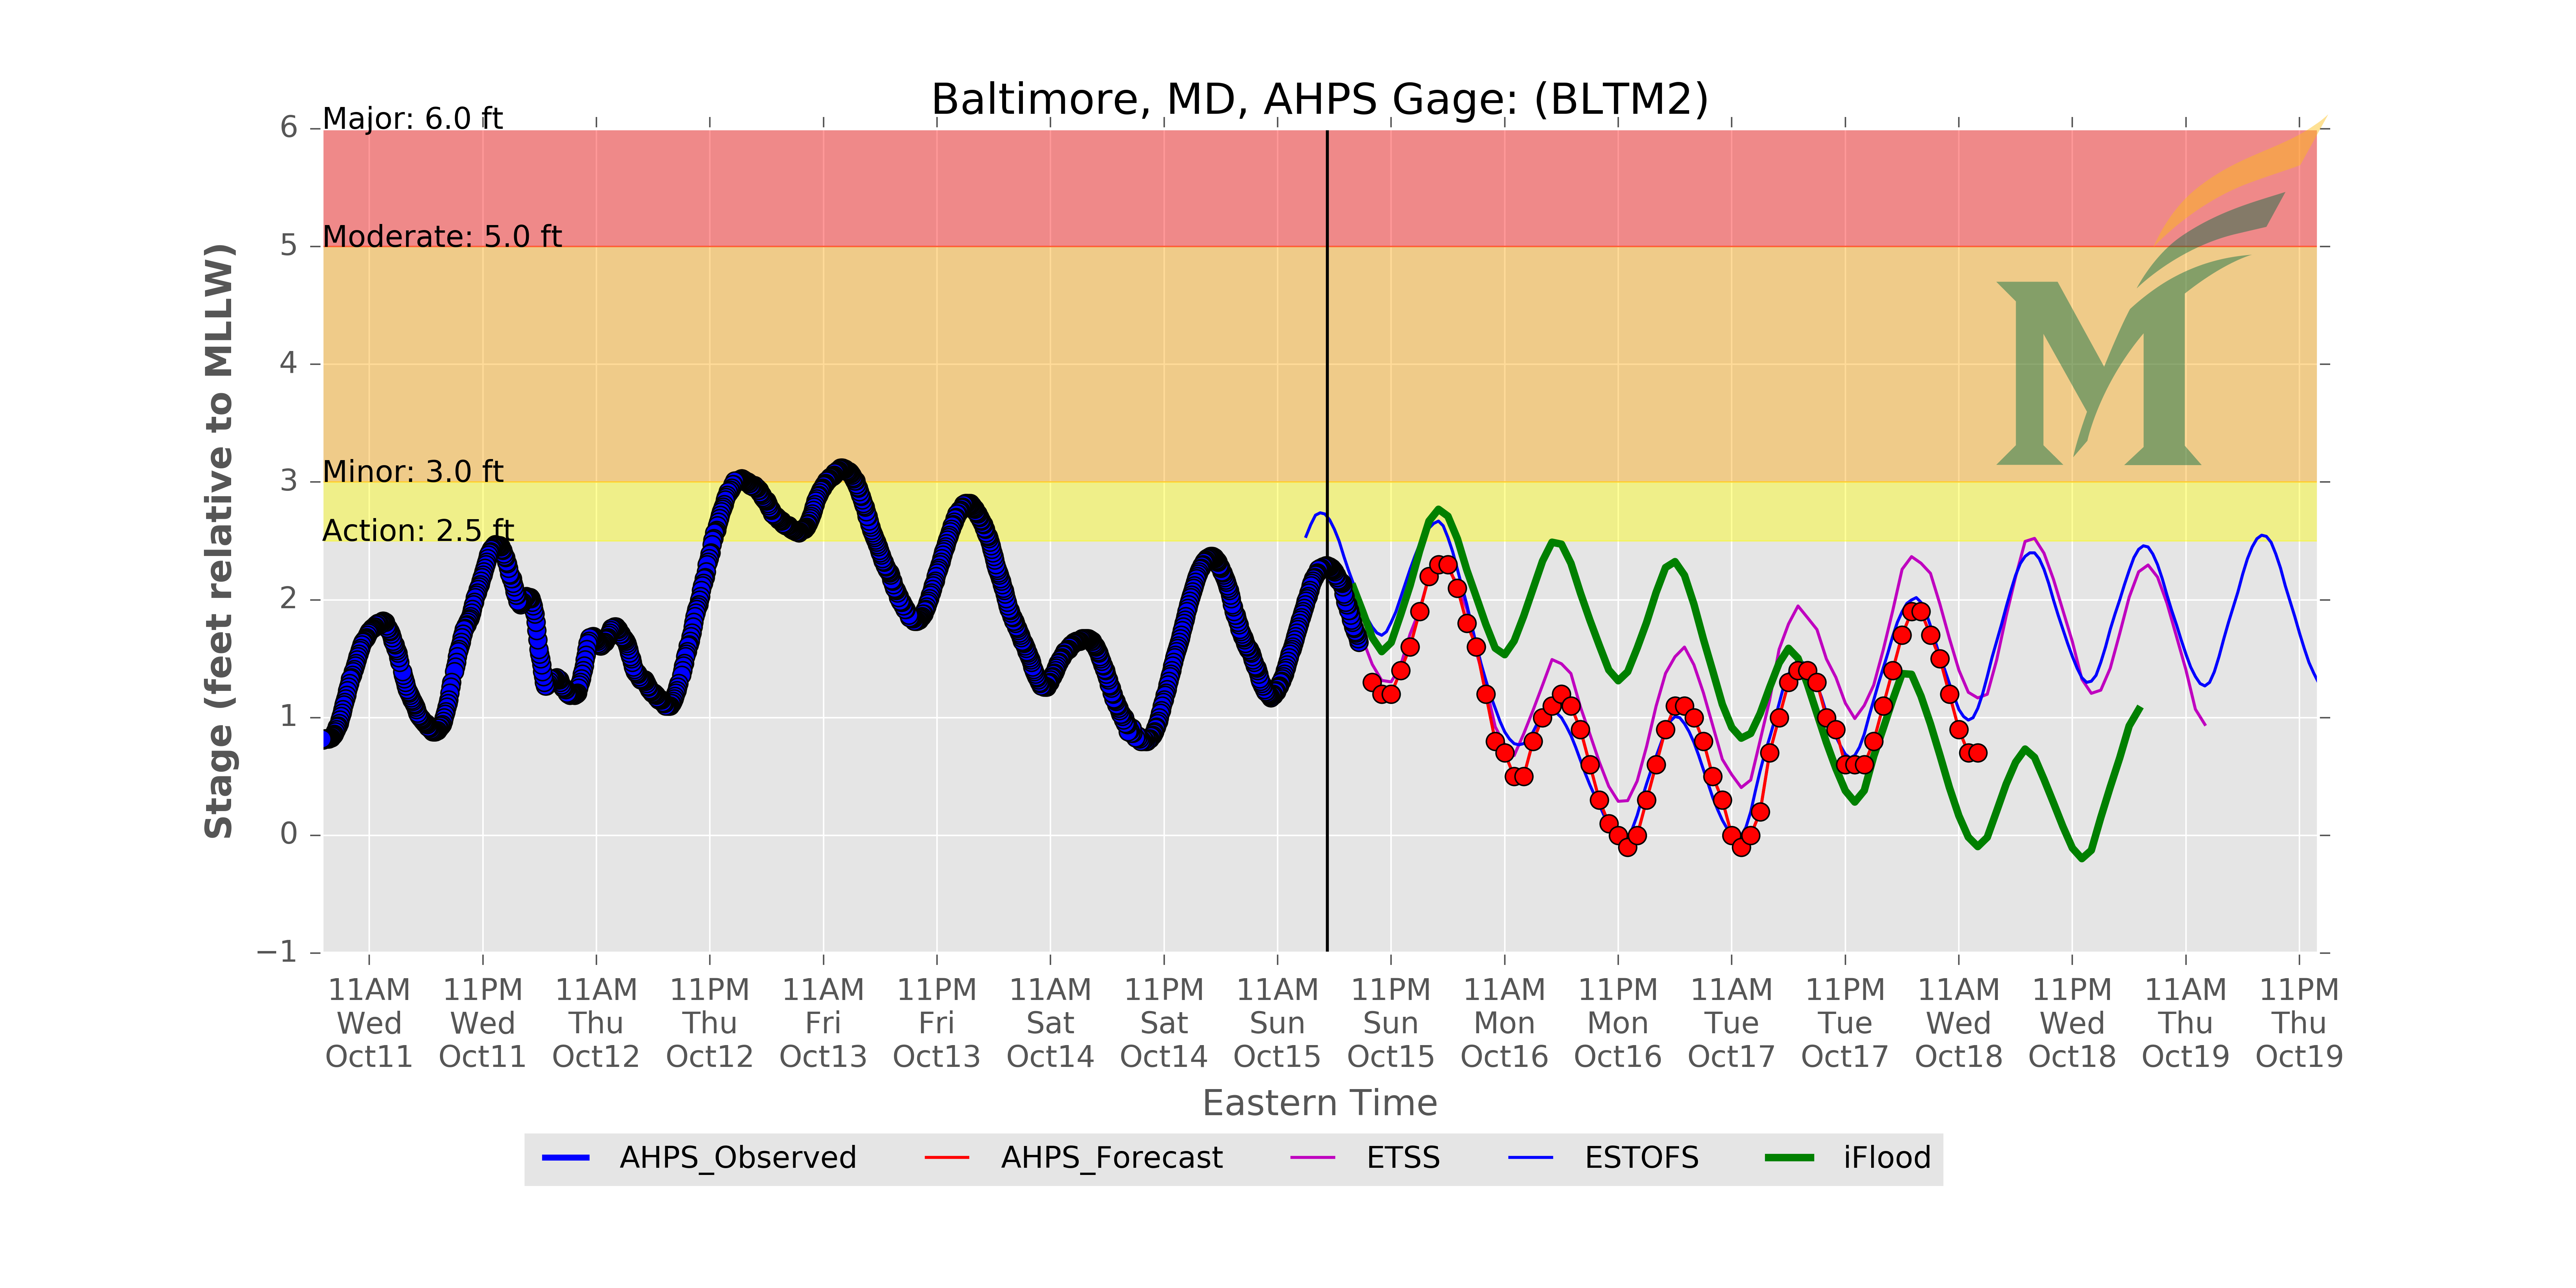 Baltimore, MD, AHPS Gage: (BLTM2)
Major: 6.0 ft
Moderate: 5.0 ft
Minor: 3.0 ft
Action: 2.5 ft
Stage (feet relative to MLLW)
6
5
4
3
2
1
0
−1
11AM 11PM 11AM 11PM 11AM 11PM 11AM 11PM 11AM 11PM 11AM 11PM 11AM 11PM 11AM 11PM 11AM 11PM
Wed Wed Thu Thu Fri Fri Sat Sat Sun Sun Mon Mon Tue Tue Wed Wed Thu Thu
Oct11 Oct11 Oct12 Oct12 Oct13 Oct13 Oct14 Oct14 Oct15 Oct15 Oct16 Oct16 Oct17 Oct17 Oct18 Oct18 Oct19 Oct19
Eastern Time
AHPS_Observed AHPS_Forecast ETSS ESTOFS iFlood
M